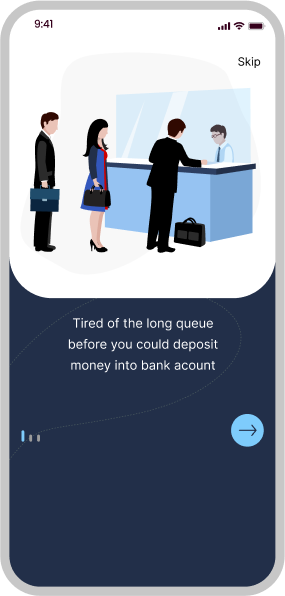 9:41
Skip
Tired of the long queue
before you could deposit
money into bank acount